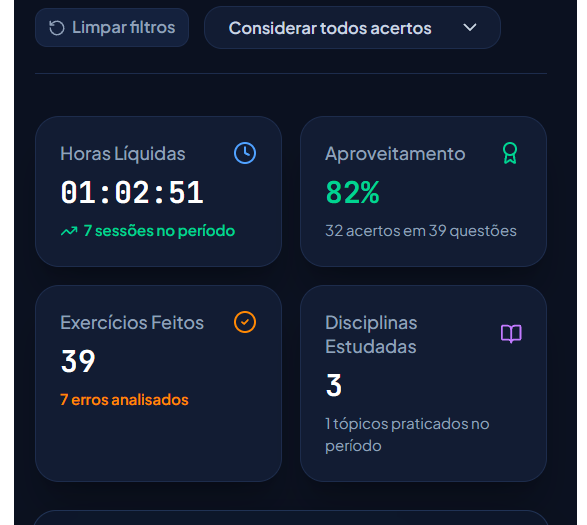 Limpar filtros
Considerar todos acertos
Horas Líquidas
01:02:51
7 sessões no período
Aproveitamento
82%
32 acertos em 39 questões
Exercícios Feitos
39
7 erros analisados
Disciplinas
Estudadas
3
1 tópicos praticados no
período